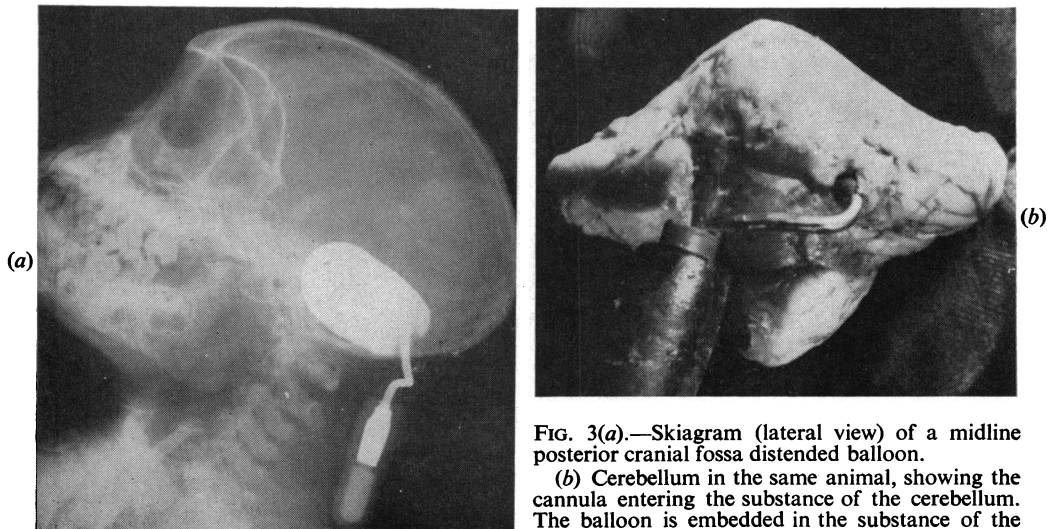 (a)
(b)
FIG. 3(a).—Skiagram (lateral view) of a midline
posterior cranial fossa distended balloon.
(b) Cerebellum in the same animal, showing the
cannula entering the substance of the cerebellum.
The balloon is embedded in the substance of the